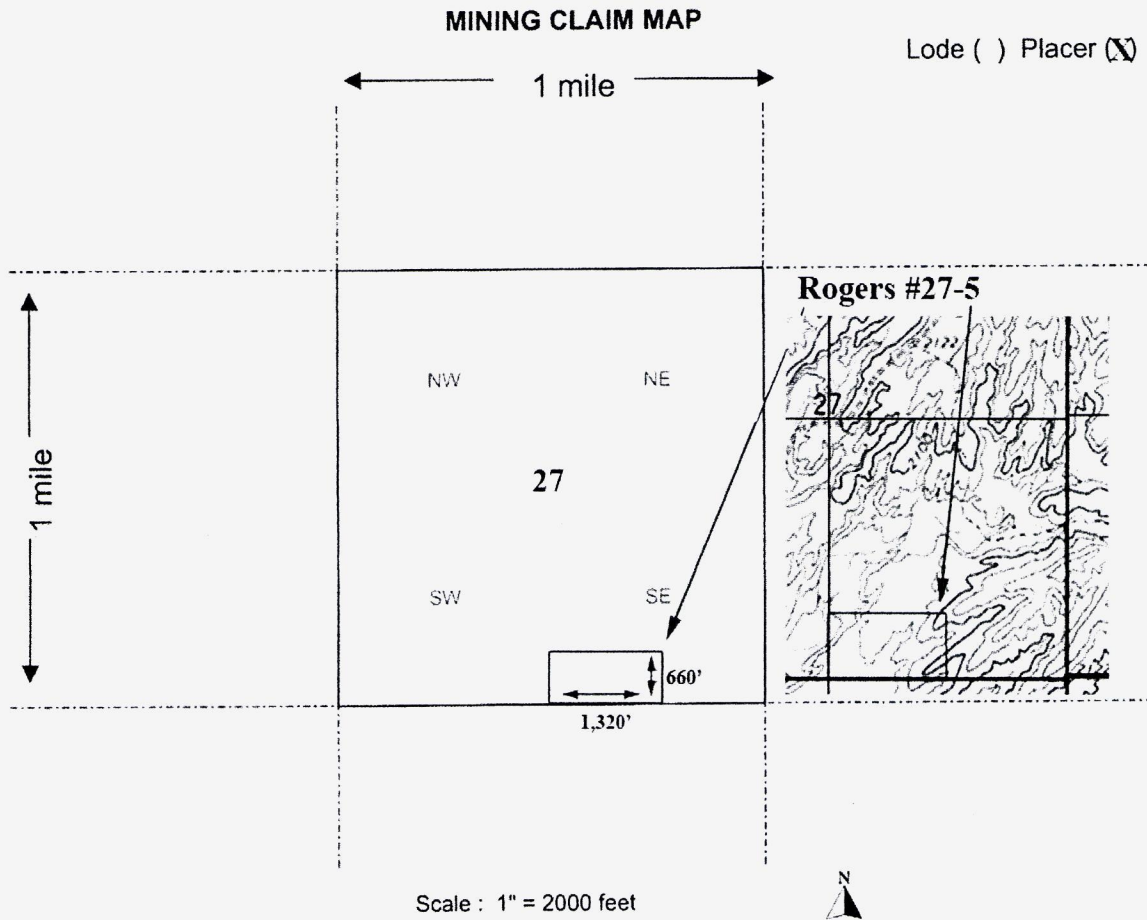 MINING CLAIM MAP
Lode ( ) Placer (X)
1 mile
Rogers #27-5
NW
NE
2122
27
1 mile
27
SW
SE
660'
1,320'
N
Scale : 1" = 2000 feet